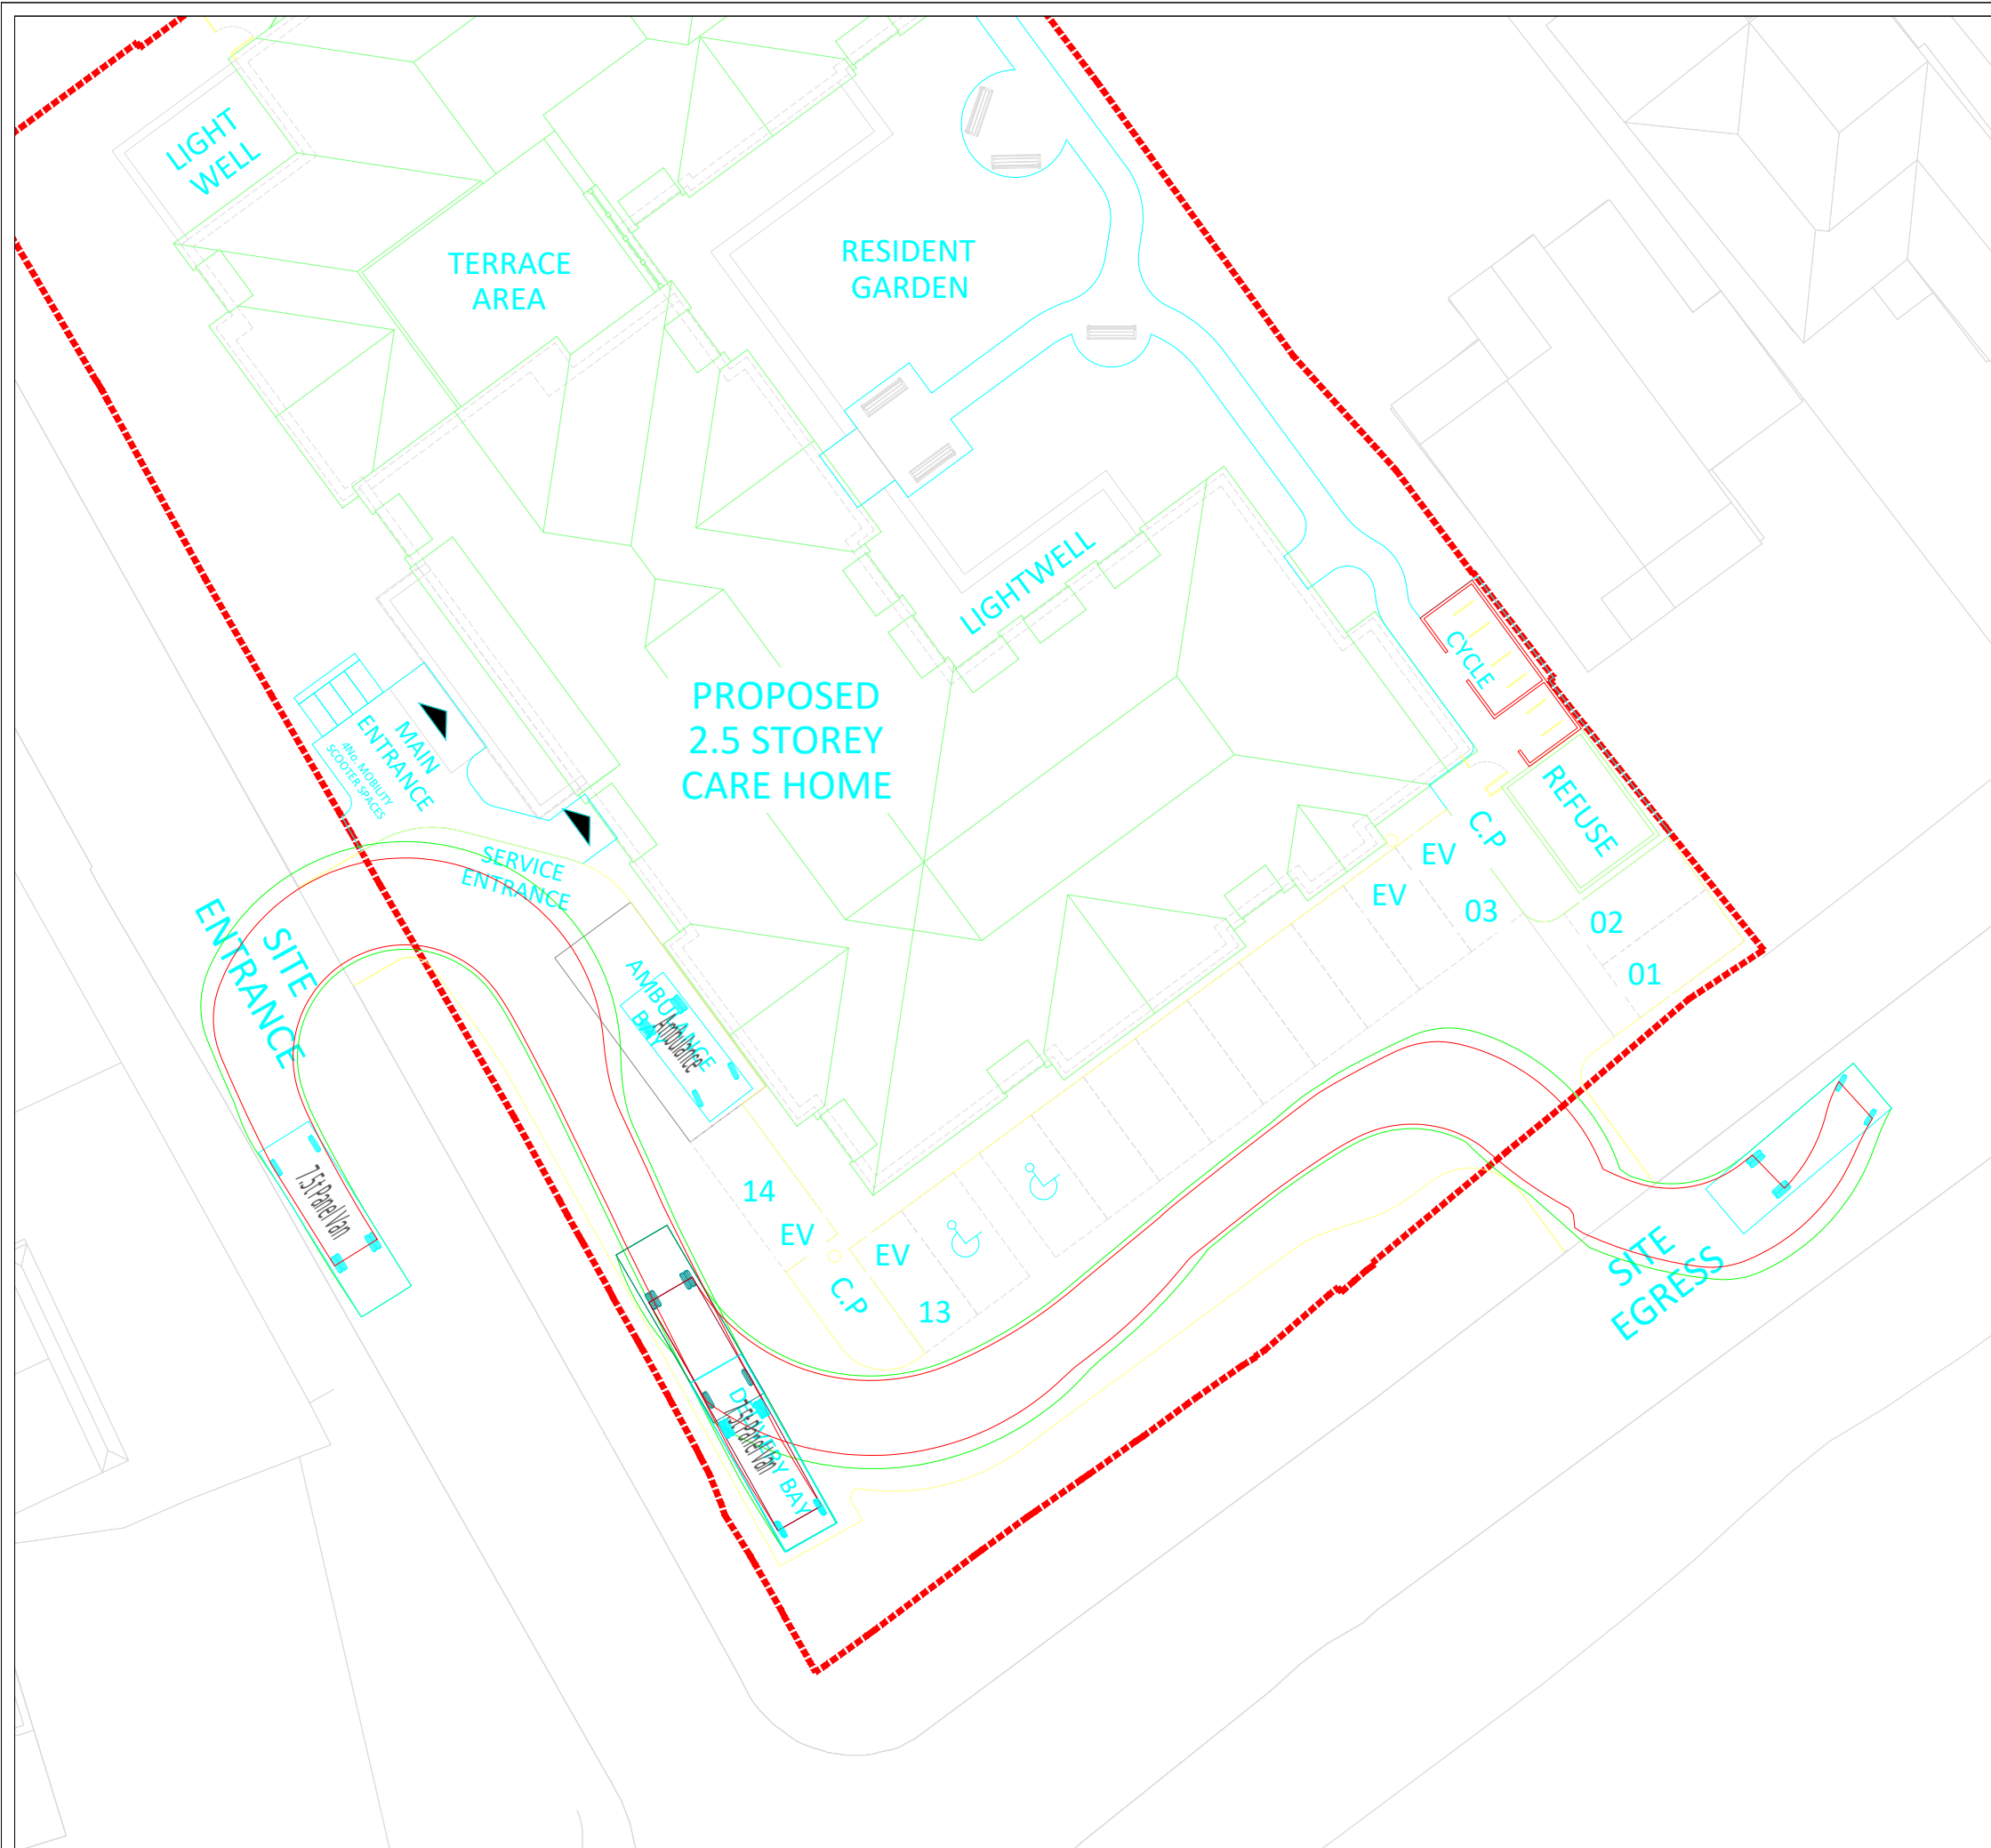 LIGHT
WELL
TERRACE
AREA
RESIDENT
GARDEN
LIGHTWELL
PROPOSED
2.5 STOREY
CARE HOME
CYCLE
REFUSE
MAIN
ENTRANCE
4No. MOBILITY
SCOOTER SPACES
SERVICE
ENTRANCE
SITE
ENTRANCE
AMBULANCE
BAY
Ambulance
C.P
EV
EV
03
02
01
7.5t Panel Van
14
EV
EV
C.P
13
DELIVERY BAY
7.5t Panel Van
SITE
EGRESS